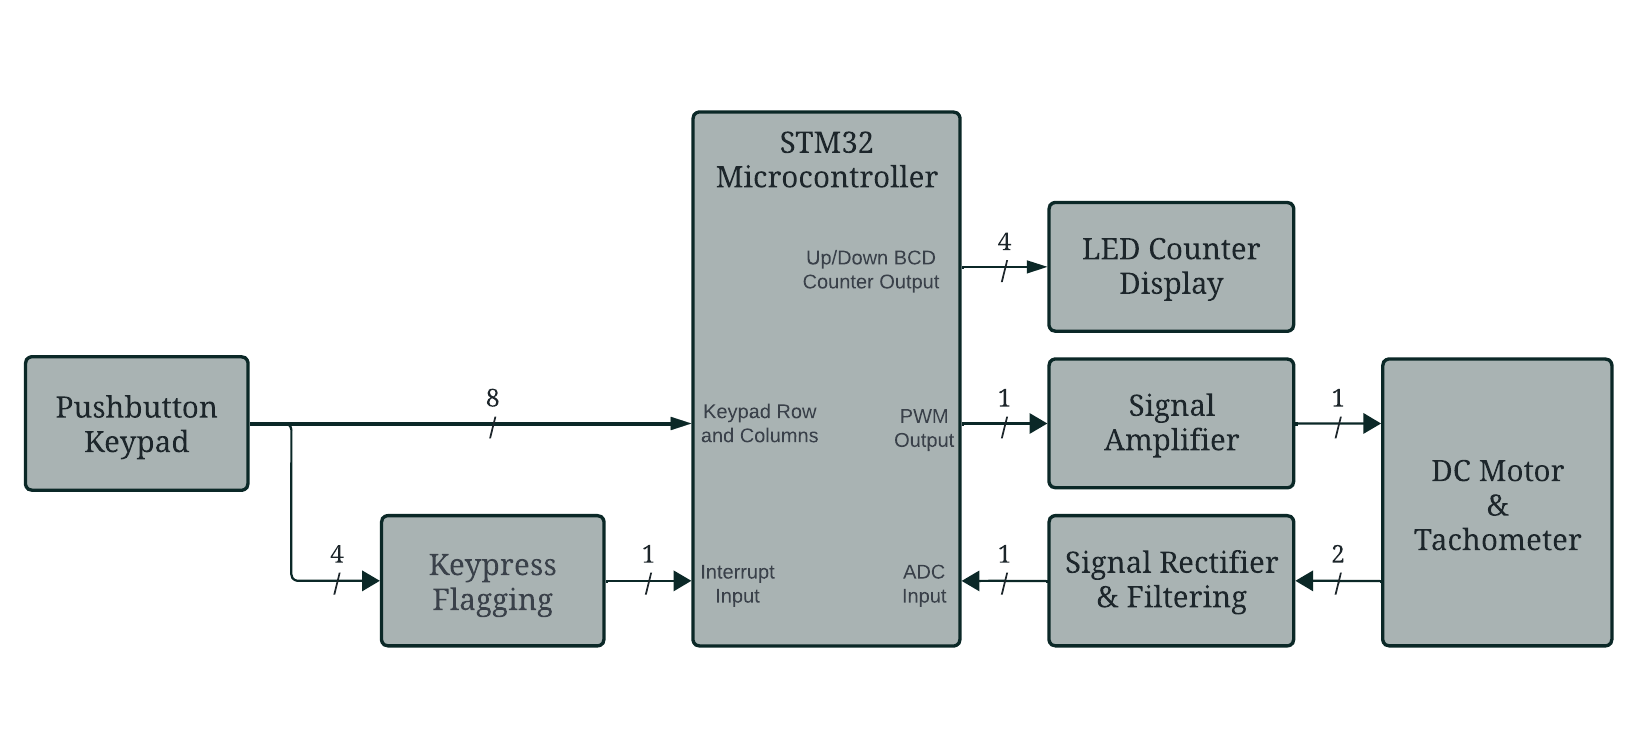 STM32
Microcontroller
Up/Down BCD
Counter Output
4
LED Counter
Display
Pushbutton
Keypad
8
Keypad Row
and Columns
PWM
Output
1
Signal
Amplifier
1
DC Motor
&
Tachometer
4
Keypress
Flagging
1
Interrupt
Input
ADC
Input
1
Signal Rectifier
& Filtering
2